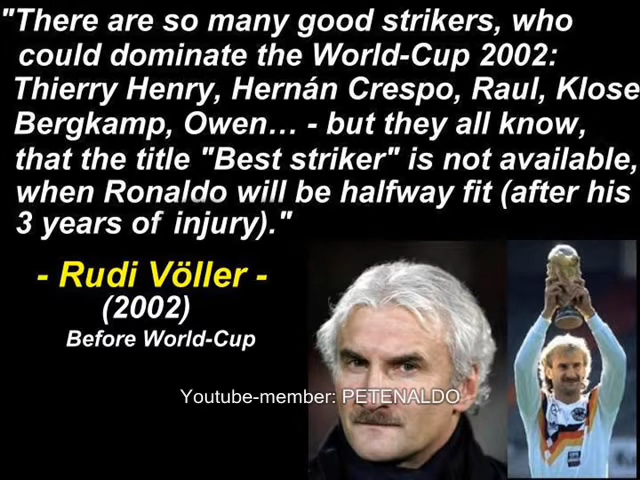 "There are so many good strikers, who
could dominate the World-Cup 2002:
Thierry Henry, Hernán Crespo, Raul, Klose
Bergkamp, Owen... - but they all know,
that the title "Best striker" is not available,
when Ronaldo will be halfway fit (after his
3 years of injury)."
- Rudi Völler -
(2002)
Before World-Cup
Youtube-member: PETENALDO